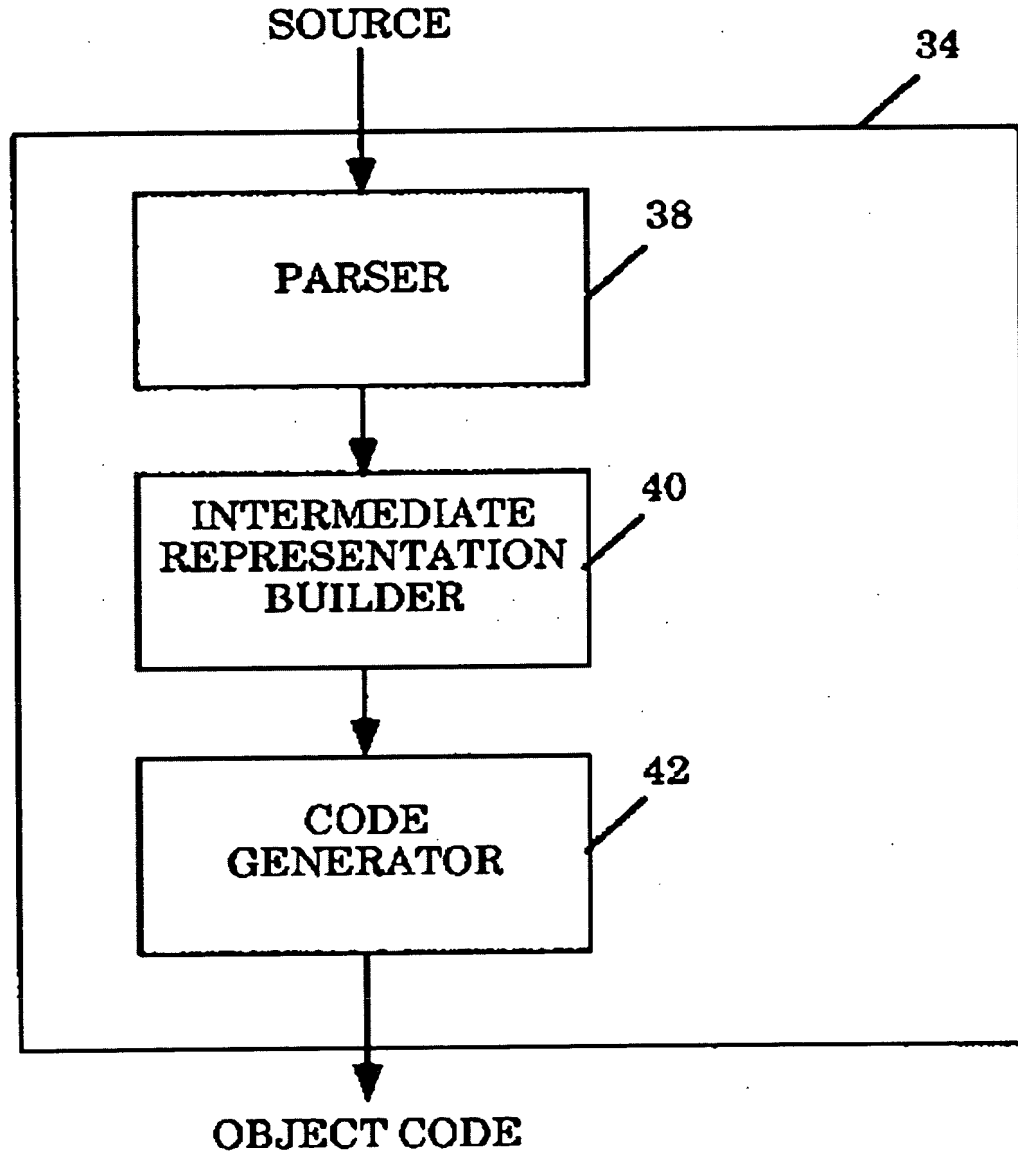 SOURCE
34
PARSER
38
INTERMEDIATE
REPRESENTATION
BUILDER
40
CODE
GENERATOR
42
OBJECT CODE